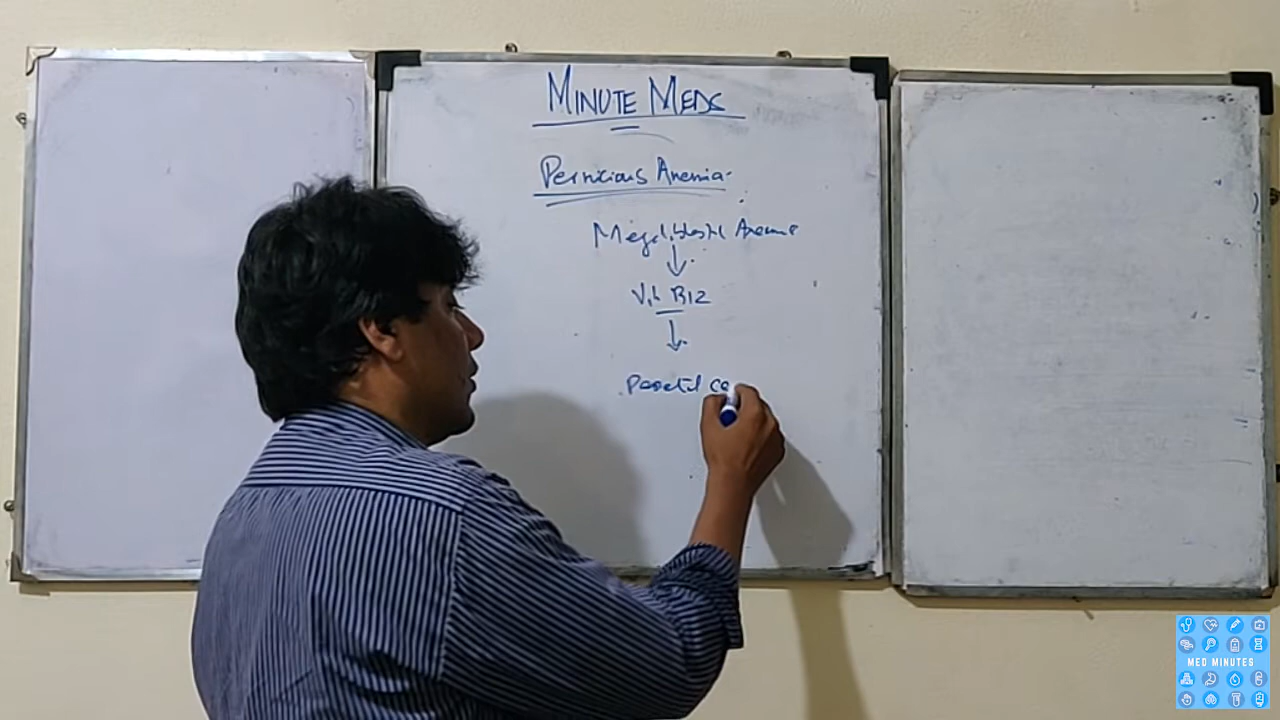 MINUTE MEDS
Pernicious Anemia
Megaloblastic Anemia
Vit B12
Parietal ce
MED MINUTES